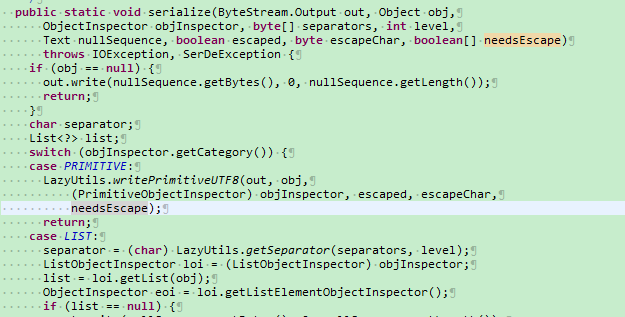 public static void serialize(ByteStream.Output out, Object obj,
ObjectInspector objInspector, byte[] separators, int level,
Text nullSequence, boolean escaped, byte escapeChar, boolean[] needsEscape)
throws IOException, SerDeException {
if (obj == null) {
out.write(nullSequence.getBytes(), 0, nullSequence.getLength());
return;
}
char separator;
List<?> list;
switch (objInspector.getCategory()) {
case PRIMITIVE:
LazyUtils.writePrimitiveUTF8(out, obj,
(PrimitiveObjectInspector) objInspector, escaped, escapeChar,
needsEscape);
return;
case LIST:
separator = (char) LazyUtils.getSeparator(separators, level);
ListObjectInspector loi = (ListObjectInspector) objInspector;
list = loi.getList(obj);
ObjectInspector eoi = loi.getListElementObjectInspector();
if (list == null) {